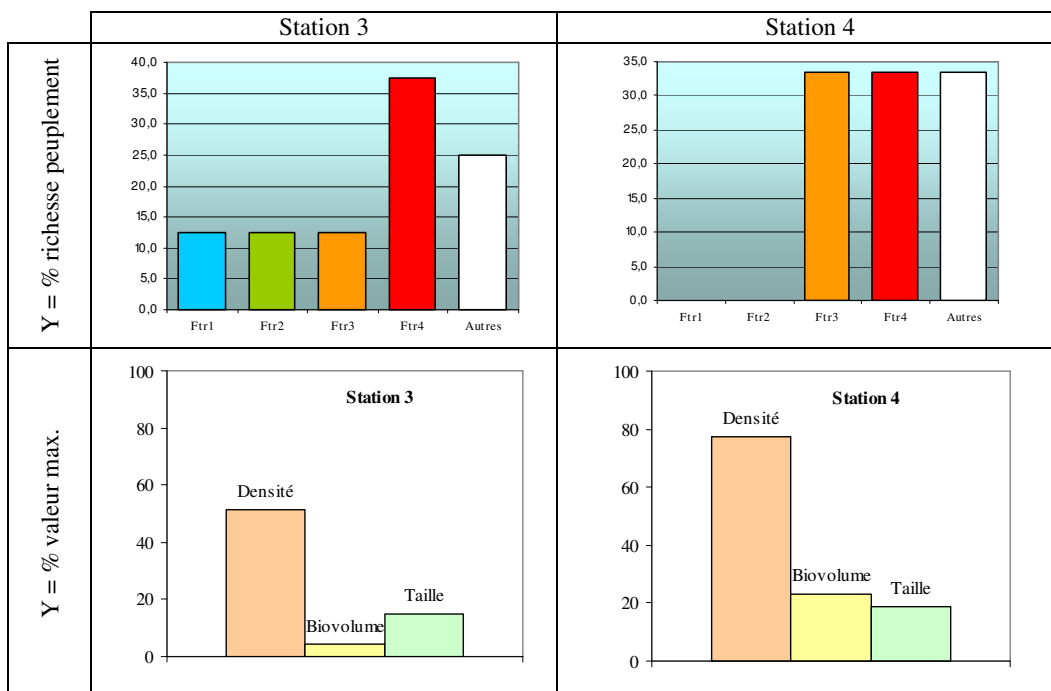 Station 3
Station 4
Y = % richesse peuplement
40,0
35,0
30,0
25,0
20,0
15,0
10,0
5,0
0,0
Ftr1 Ftr2 Ftr3 Ftr4 Autres
35,0
30,0
25,0
20,0
15,0
10,0
5,0
0,0
Ftr1 Ftr2 Ftr3 Ftr4 Autres
Y = % valeur max.
100
80
60
40
20
0
Station 3
Densité
Biovolume
Taille
100
80
60
40
20
0
Station 4
Densité
Biovolume
Taille